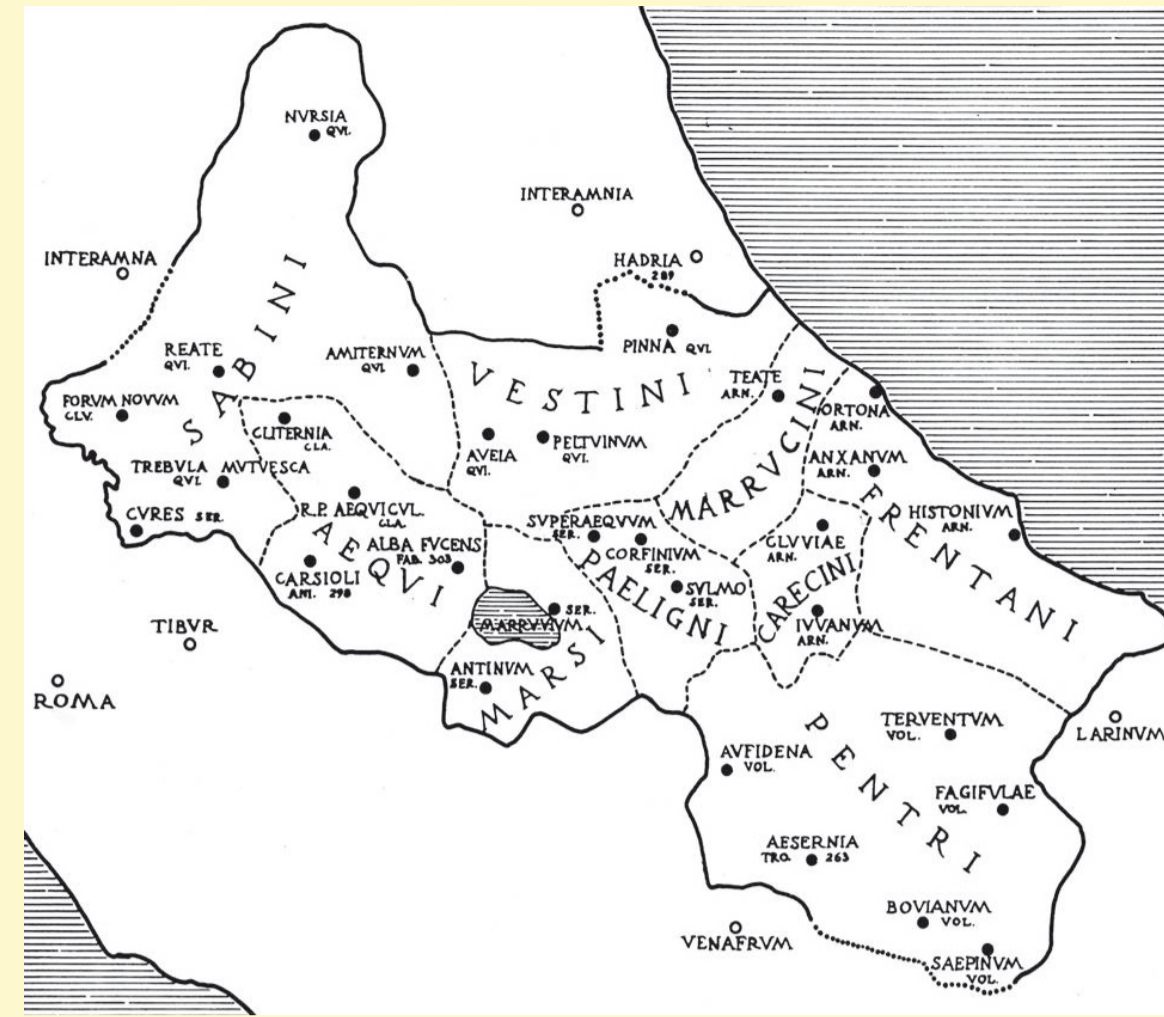 NVRSIA
QVI.
INTERAMNIA
INTERAMNA
HADRIA
289
SABINI
REATE
QVI.
AMITERNVM
QVI
PINNA QVI
VESTINI
TEATE
ARN.
MARRVCINI
FORVM NOVVM
CLV.
CLITERNIA
CLA.
ORTONA
ARN.
AVEIA
QVI.
PELTVINVM
QVI.
TREBVLA MVTVESCA
QVI.
ANXANVM
ARN.
FRENTANI
CVRES SER.
R.P. AEQVICVL.
CLA.
AEQVI
ALBA FVCENS
FAB. 303
SVPERAEQVVM
SER.
CORFINIVM
SER.
PAELIGNI
CLVVIAE
ARN.
HISTONIVM
ARN.
CARSIOLI
ANI. 298
SVLMO
SER.
CARECINI
IVVANVM
ARN.
SER.
MARRVVIVM
TIBVR
ANTINVM
SER.
MARSI
ROMA
PENTRI
TERVENTVM
VOL.
LARINVM
AVFIDENA
VOL.
FAGIFVLAE
VOL.
AESERNIA
TRO. 263
BOVIANVM
VOL.
VENAFRVM
SAEPINVM
VOL.